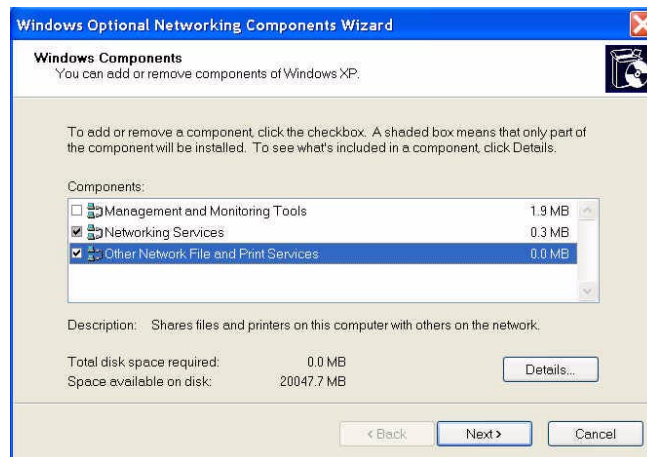 Windows Optional Networking Components Wizard
Windows Components
You can add or remove components of Windows XP.
To add or remove a component, click the checkbox. A shaded box means that only part of
the component will be installed. To see what's included in a component, click Details.
Components:
Management and Monitoring Tools 1.9 MB
Networking Services 0.3 MB
Other Network File and Print Services 0.0 MB
Description: Shares files and printers on this computer with others on the network.
Total disk space required: 0.0 MB
Space available on disk: 20047.7 MB
Details...
< Back Next > Cancel